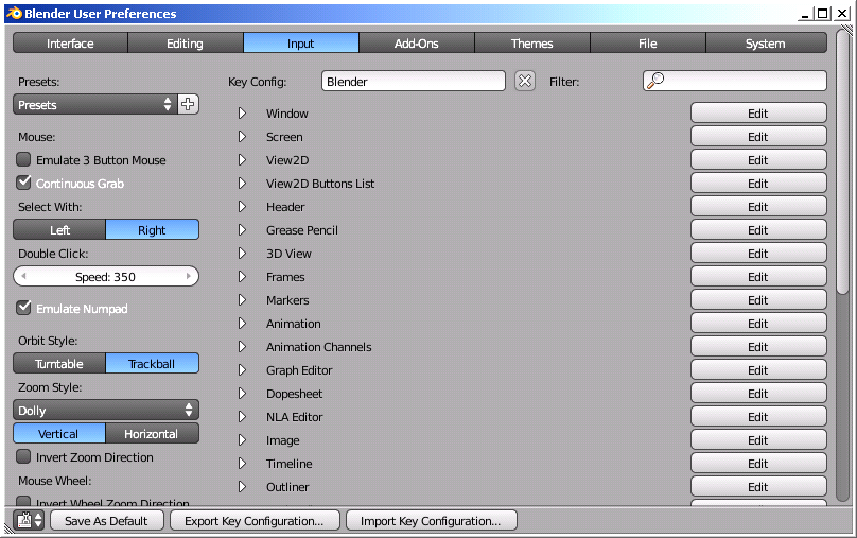 Blender User Preferences
Interface Editing Input Add-Ons Themes File System
Presets:
Presets
Mouse:
Emulate 3 Button Mouse
Continuous Grab
Select With:
Left Right
Double Click:
Speed: 350
Emulate Numpad
Orbit Style:
Turntable Trackball
Zoom Style:
Dolly
Vertical Horizontal
Invert Zoom Direction
Mouse Wheel:
Invert Wheel Zoom Direction
Key Config: Blender Filter:
Window Edit
Screen Edit
View2D Edit
View2D Buttons List Edit
Header Edit
Grease Pencil Edit
3D View Edit
Frames Edit
Markers Edit
Animation Edit
Animation Channels Edit
Graph Editor Edit
Dopesheet Edit
NLA Editor Edit
Image Edit
Timeline Edit
Outliner Edit
Save As Default Export Key Configuration... Import Key Configuration...